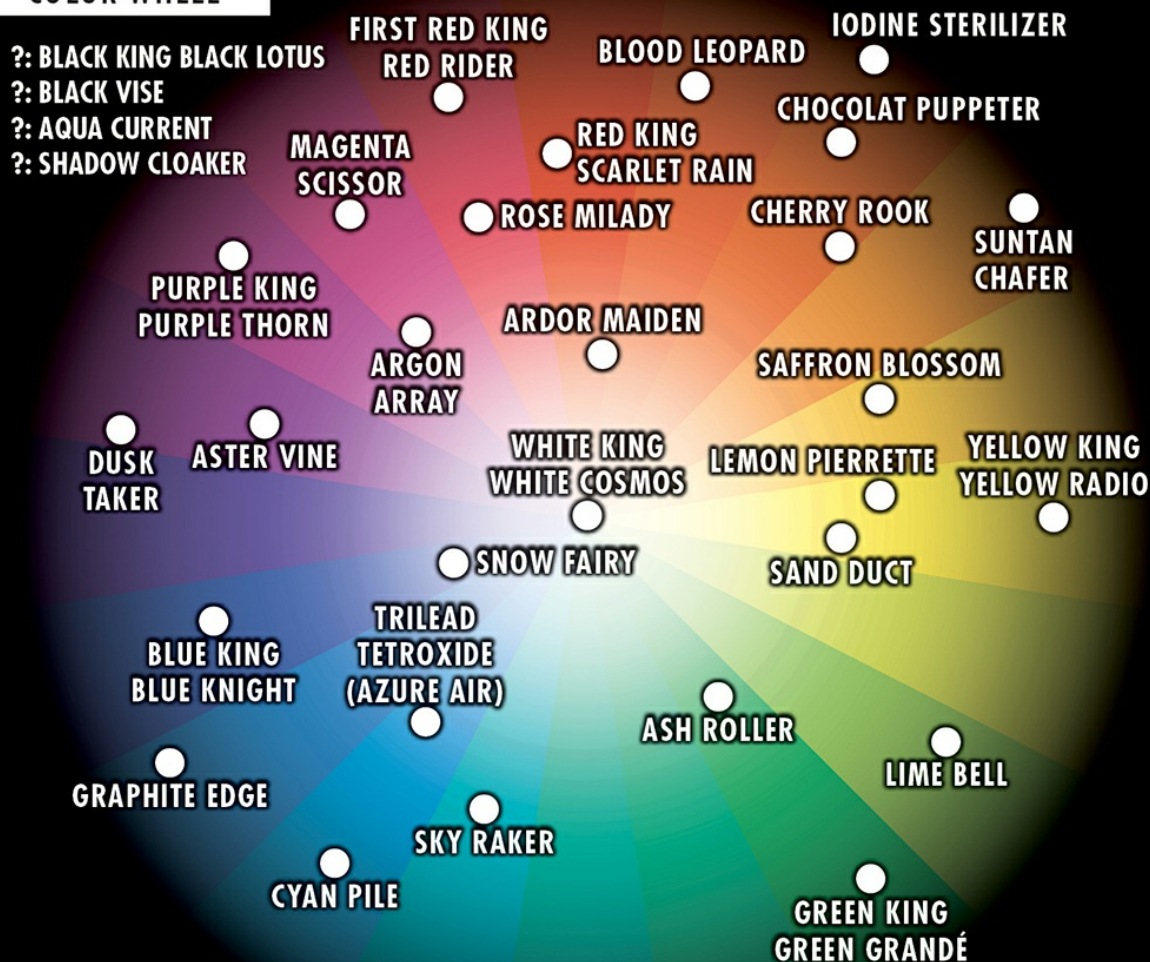 COLOR WHEEL
?: BLACK KING BLACK LOTUS
?: BLACK VISE
?: AQUA CURRENT
?: SHADOW CLOAKER
FIRST RED KING
RED RIDER
BLOOD LEOPARD
IODINE STERILIZER
CHOCOLAT PUPPETER
MAGENTA
SCISSOR
RED KING
SCARLET RAIN
ROSE MILADY
CHERRY ROOK
SUNTAN
CHAFER
PURPLE KING
PURPLE THORN
ARDOR MAIDEN
ARGON
ARRAY
SAFFRON BLOSSOM
DUSK
TAKER
ASTER VINE
WHITE KING
WHITE COSMOS
LEMON PIERRETTE
YELLOW KING
YELLOW RADIO
SNOW FAIRY
SAND DUCT
BLUE KING
BLUE KNIGHT
TRILEAD
TETROXIDE
(AZURE AIR)
ASH ROLLER
LIME BELL
GRAPHITE EDGE
SKY RAKER
CYAN PILE
GREEN KING
GREEN GRANDÉ